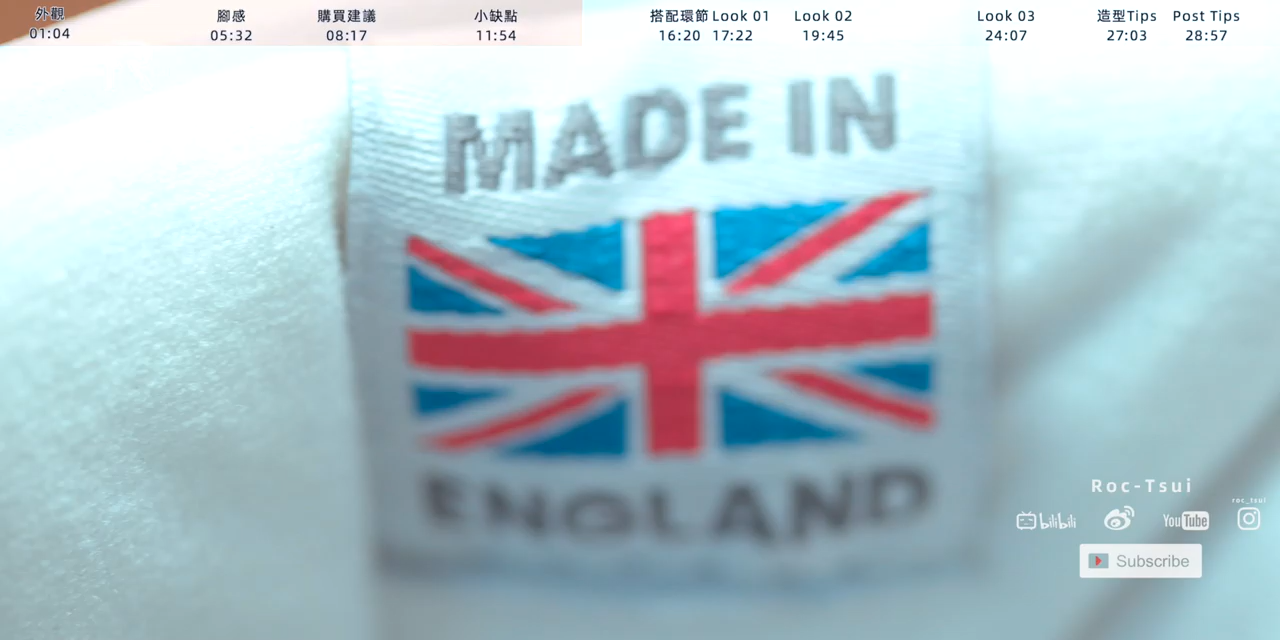 外觀
01:04
腳感
05:32
購買建議
08:17
小缺點
11:54
搭配環節
16:20
Look 01
17:22
Look 02
19:45
Look 03
24:07
造型Tips
27:03
Post Tips
28:57
MADE IN
ENGLAND
Roc-Tsui
roc_tsui
bilibili
YouTube
Subscribe